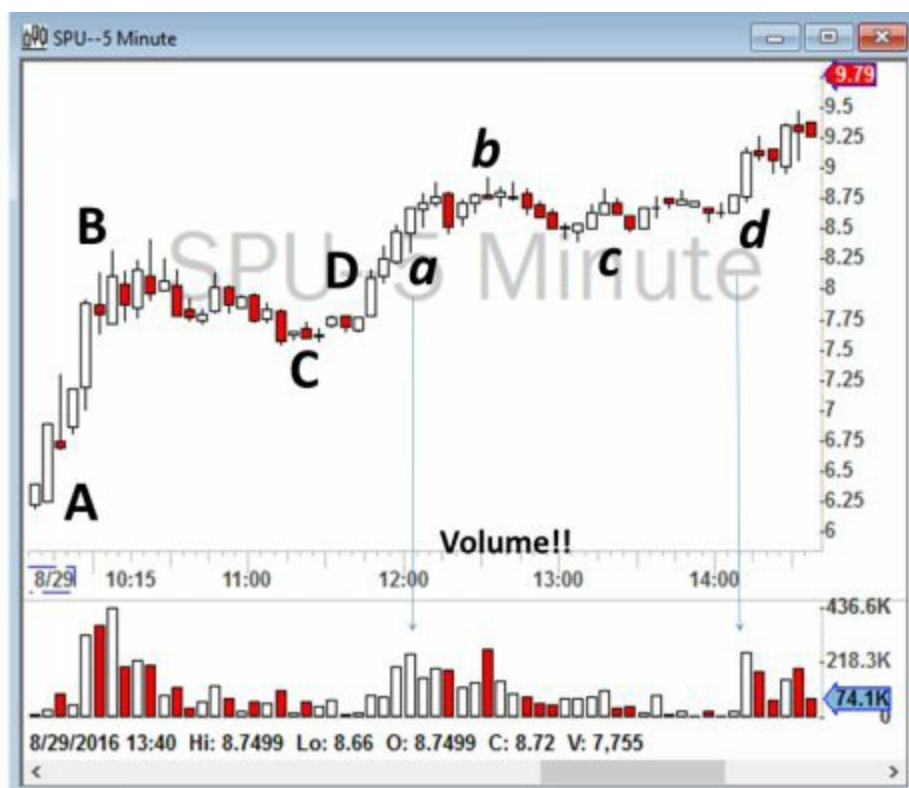 SPU--5 Minute
SPU--5 Minute
9.79
9.5
9.25
9
8.75
8.5
8.25
8
7.75
7.5
7.25
7
6.75
6.5
6.25
6
A
B
C
D
a
b
c
d
Volume!!
8/29 10:15 11:00 12:00 13:00 14:00
436.6K
218.3K
74.1K
0
8/29/2016 13:40 Hi: 8.7499 Lo: 8.66 O: 8.7499 C: 8.72 V: 7,755